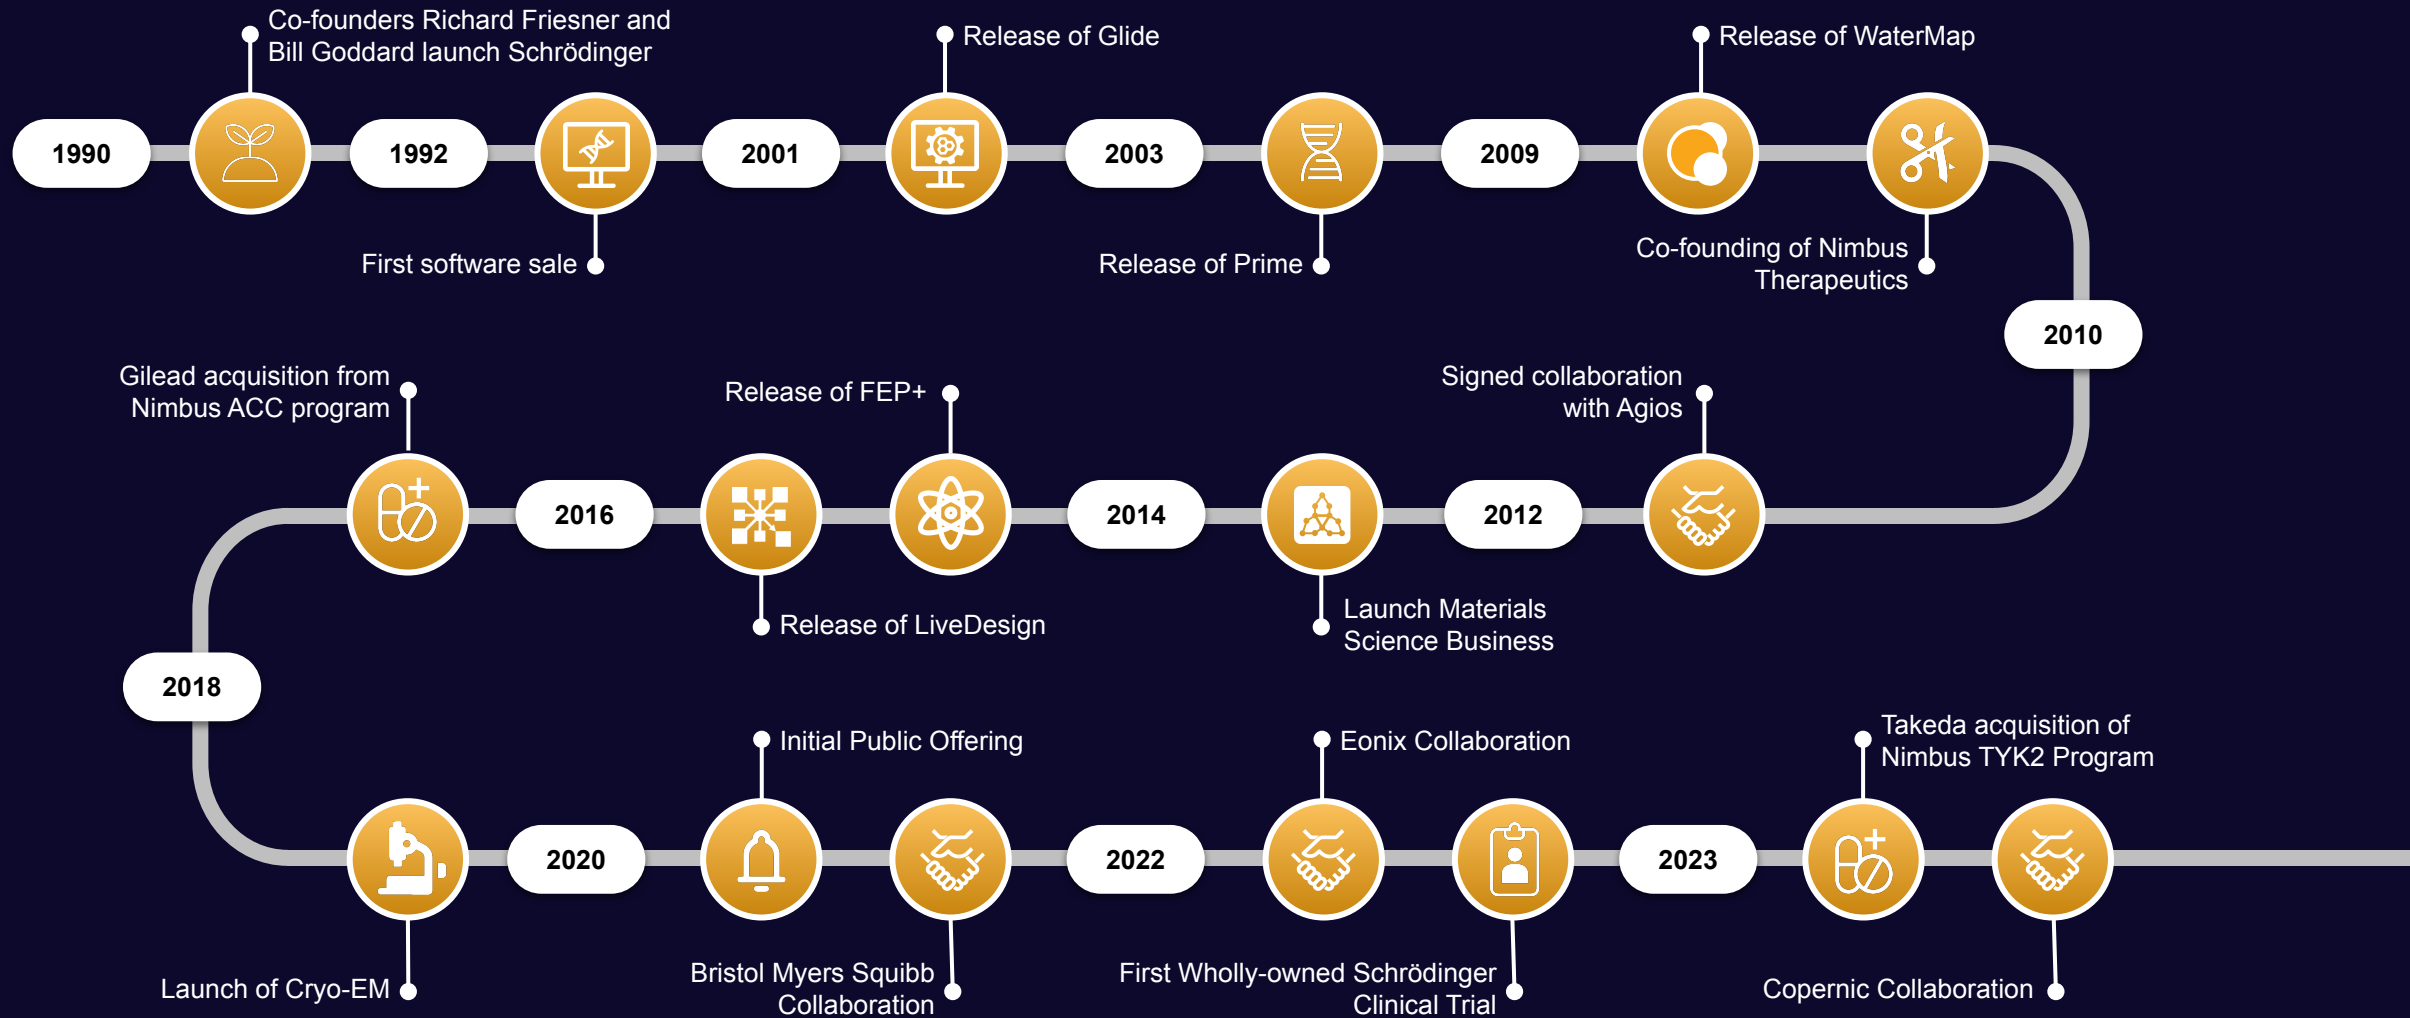 1990
Co-founders Richard Friesner and
Bill Goddard launch Schrödinger
1992
First software sale
2001
Release of Glide
2003
Release of Prime
2009
Release of WaterMap
Co-founding of Nimbus
Therapeutics
2010
Signed collaboration
with Agios
2012
Launch Materials
Science Business
2014
Release of FEP+
Release of LiveDesign
2016
Gilead acquisition from
Nimbus ACC program
2018
Launch of Cryo-EM
2020
Initial Public Offering
Bristol Myers Squibb
Collaboration
2022
Eonix Collaboration
First Wholly-owned Schrödinger
Clinical Trial
2023
Takeda acquisition of
Nimbus TYK2 Program
Copernic Collaboration